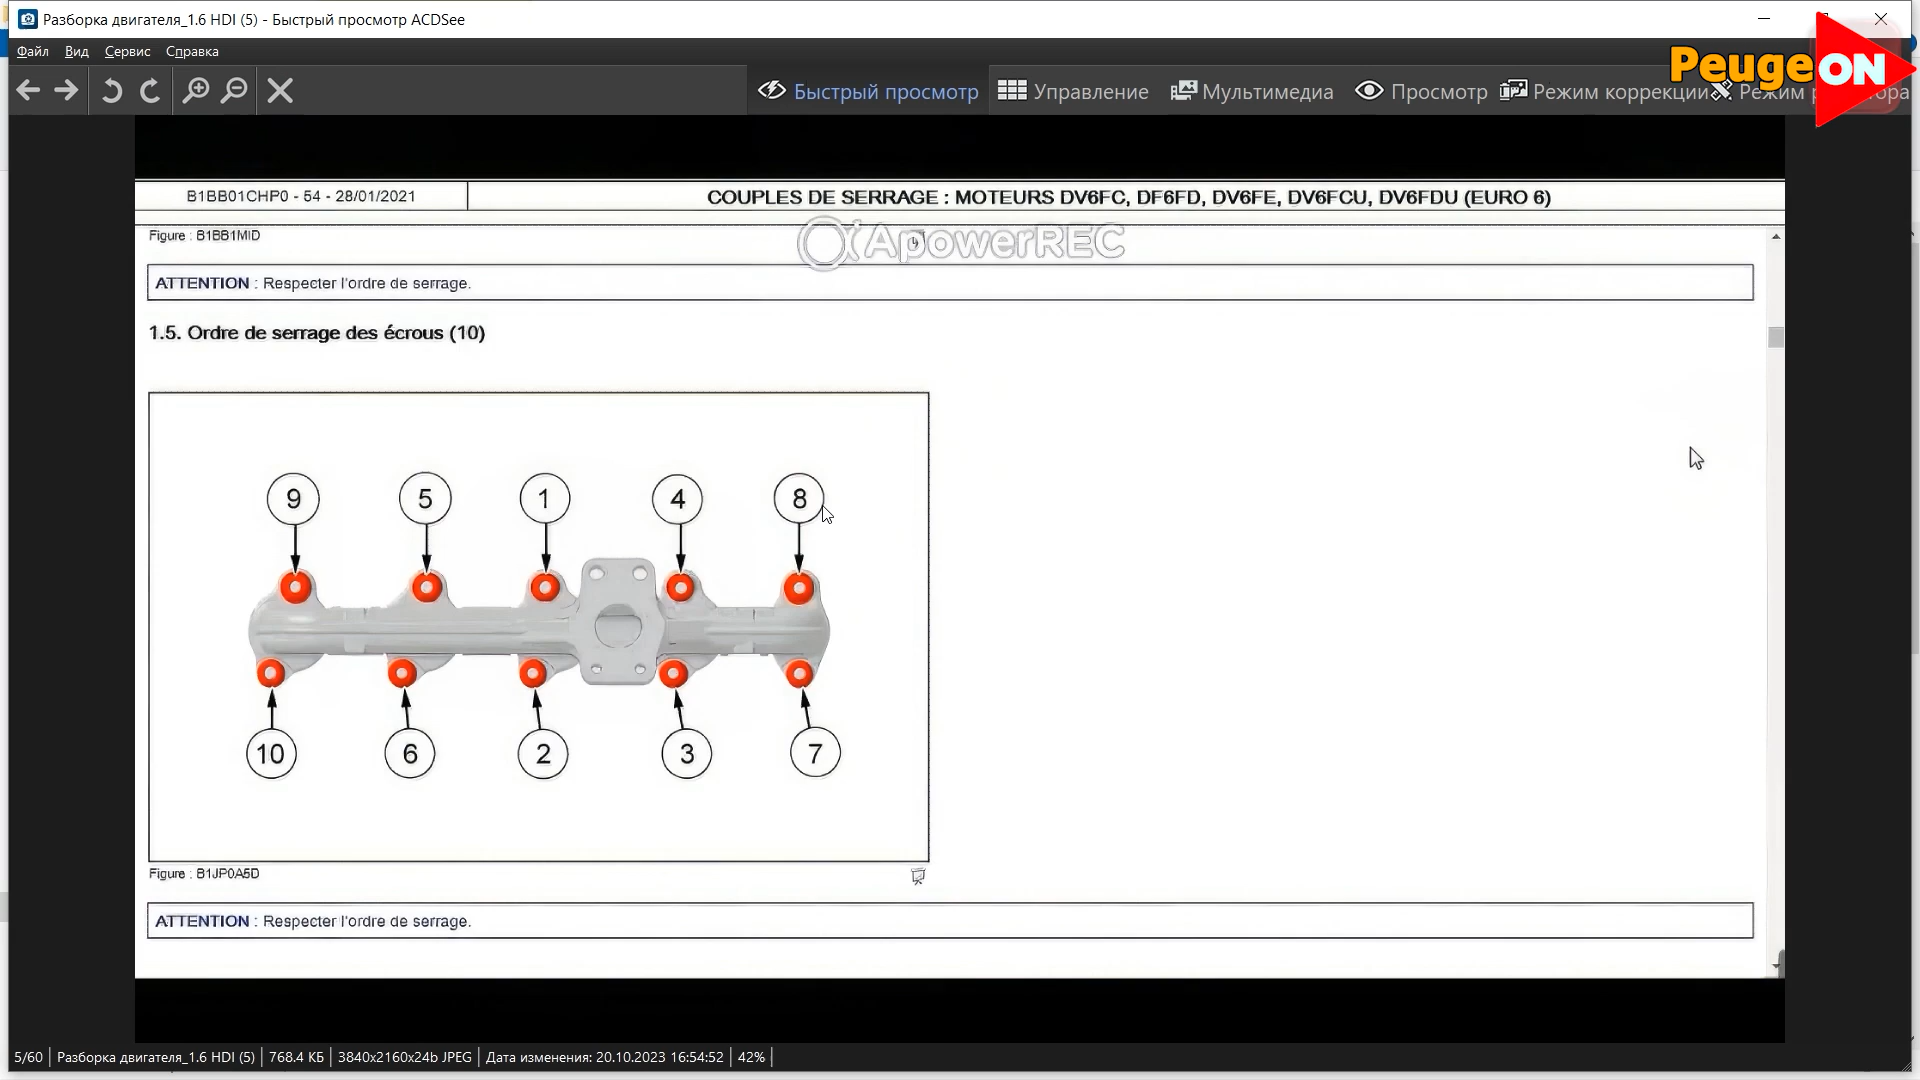 Разборка двигателя_1.6 HDI (5) - Быстрый просмотр ACDSee
PeugeON
Файл Вид Сервис Справка
Быстрый просмотр Управление Мультимедиа Просмотр Режим коррекции Режим
B1BB01CHP0 - 54 - 28/01/2021 COUPLES DE SERRAGE : MOTEURS DV6FC, DF6FD, DV6FE, DV6FCU, DV6FDU (EURO 6)
Figure : B1BB1MID
ApowerREC
ATTENTION : Respecter l'ordre de serrage.
1.5. Ordre de serrage des écrous (10)
9 5 1 4 8
10 6 2 3 7
Figure : B1JP0A5D
ATTENTION : Respecter l'ordre de serrage.
5/60 Разборка двигателя_1.6 HDI (5) 768.4 КБ 3840x2160x24b JPEG Дата изменения: 20.10.2023 16:54:52 42%